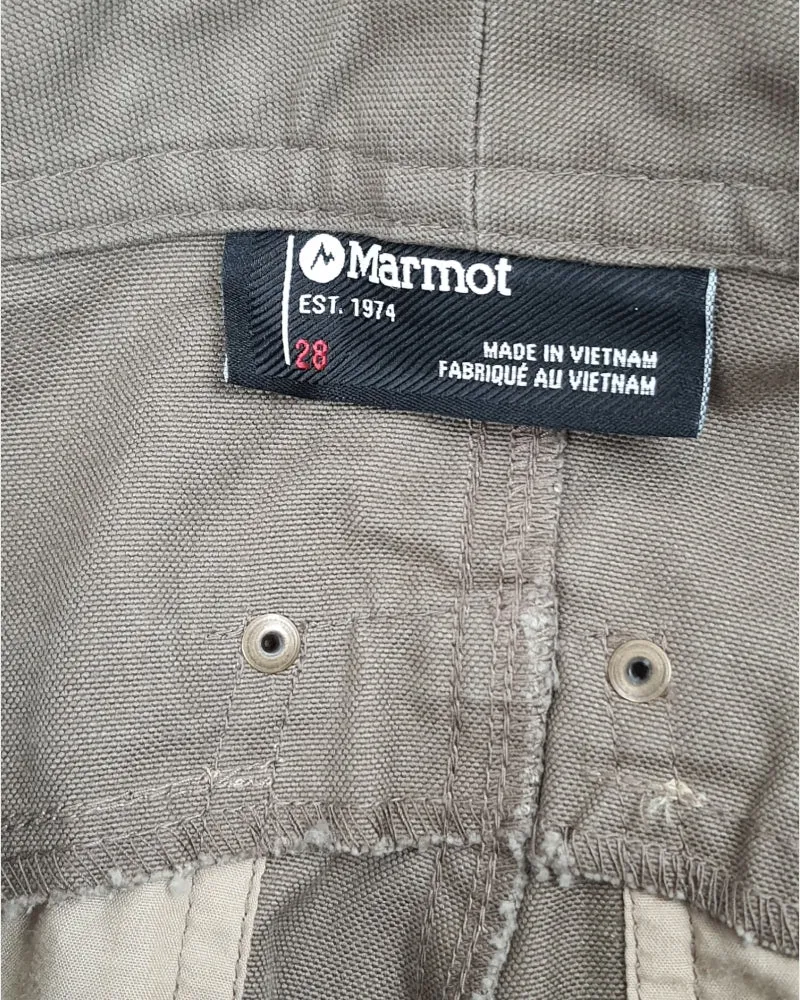 Marmot
EST. 1974
28
MADE IN VIETNAM
FABRIQUÉ AU VIETNAM